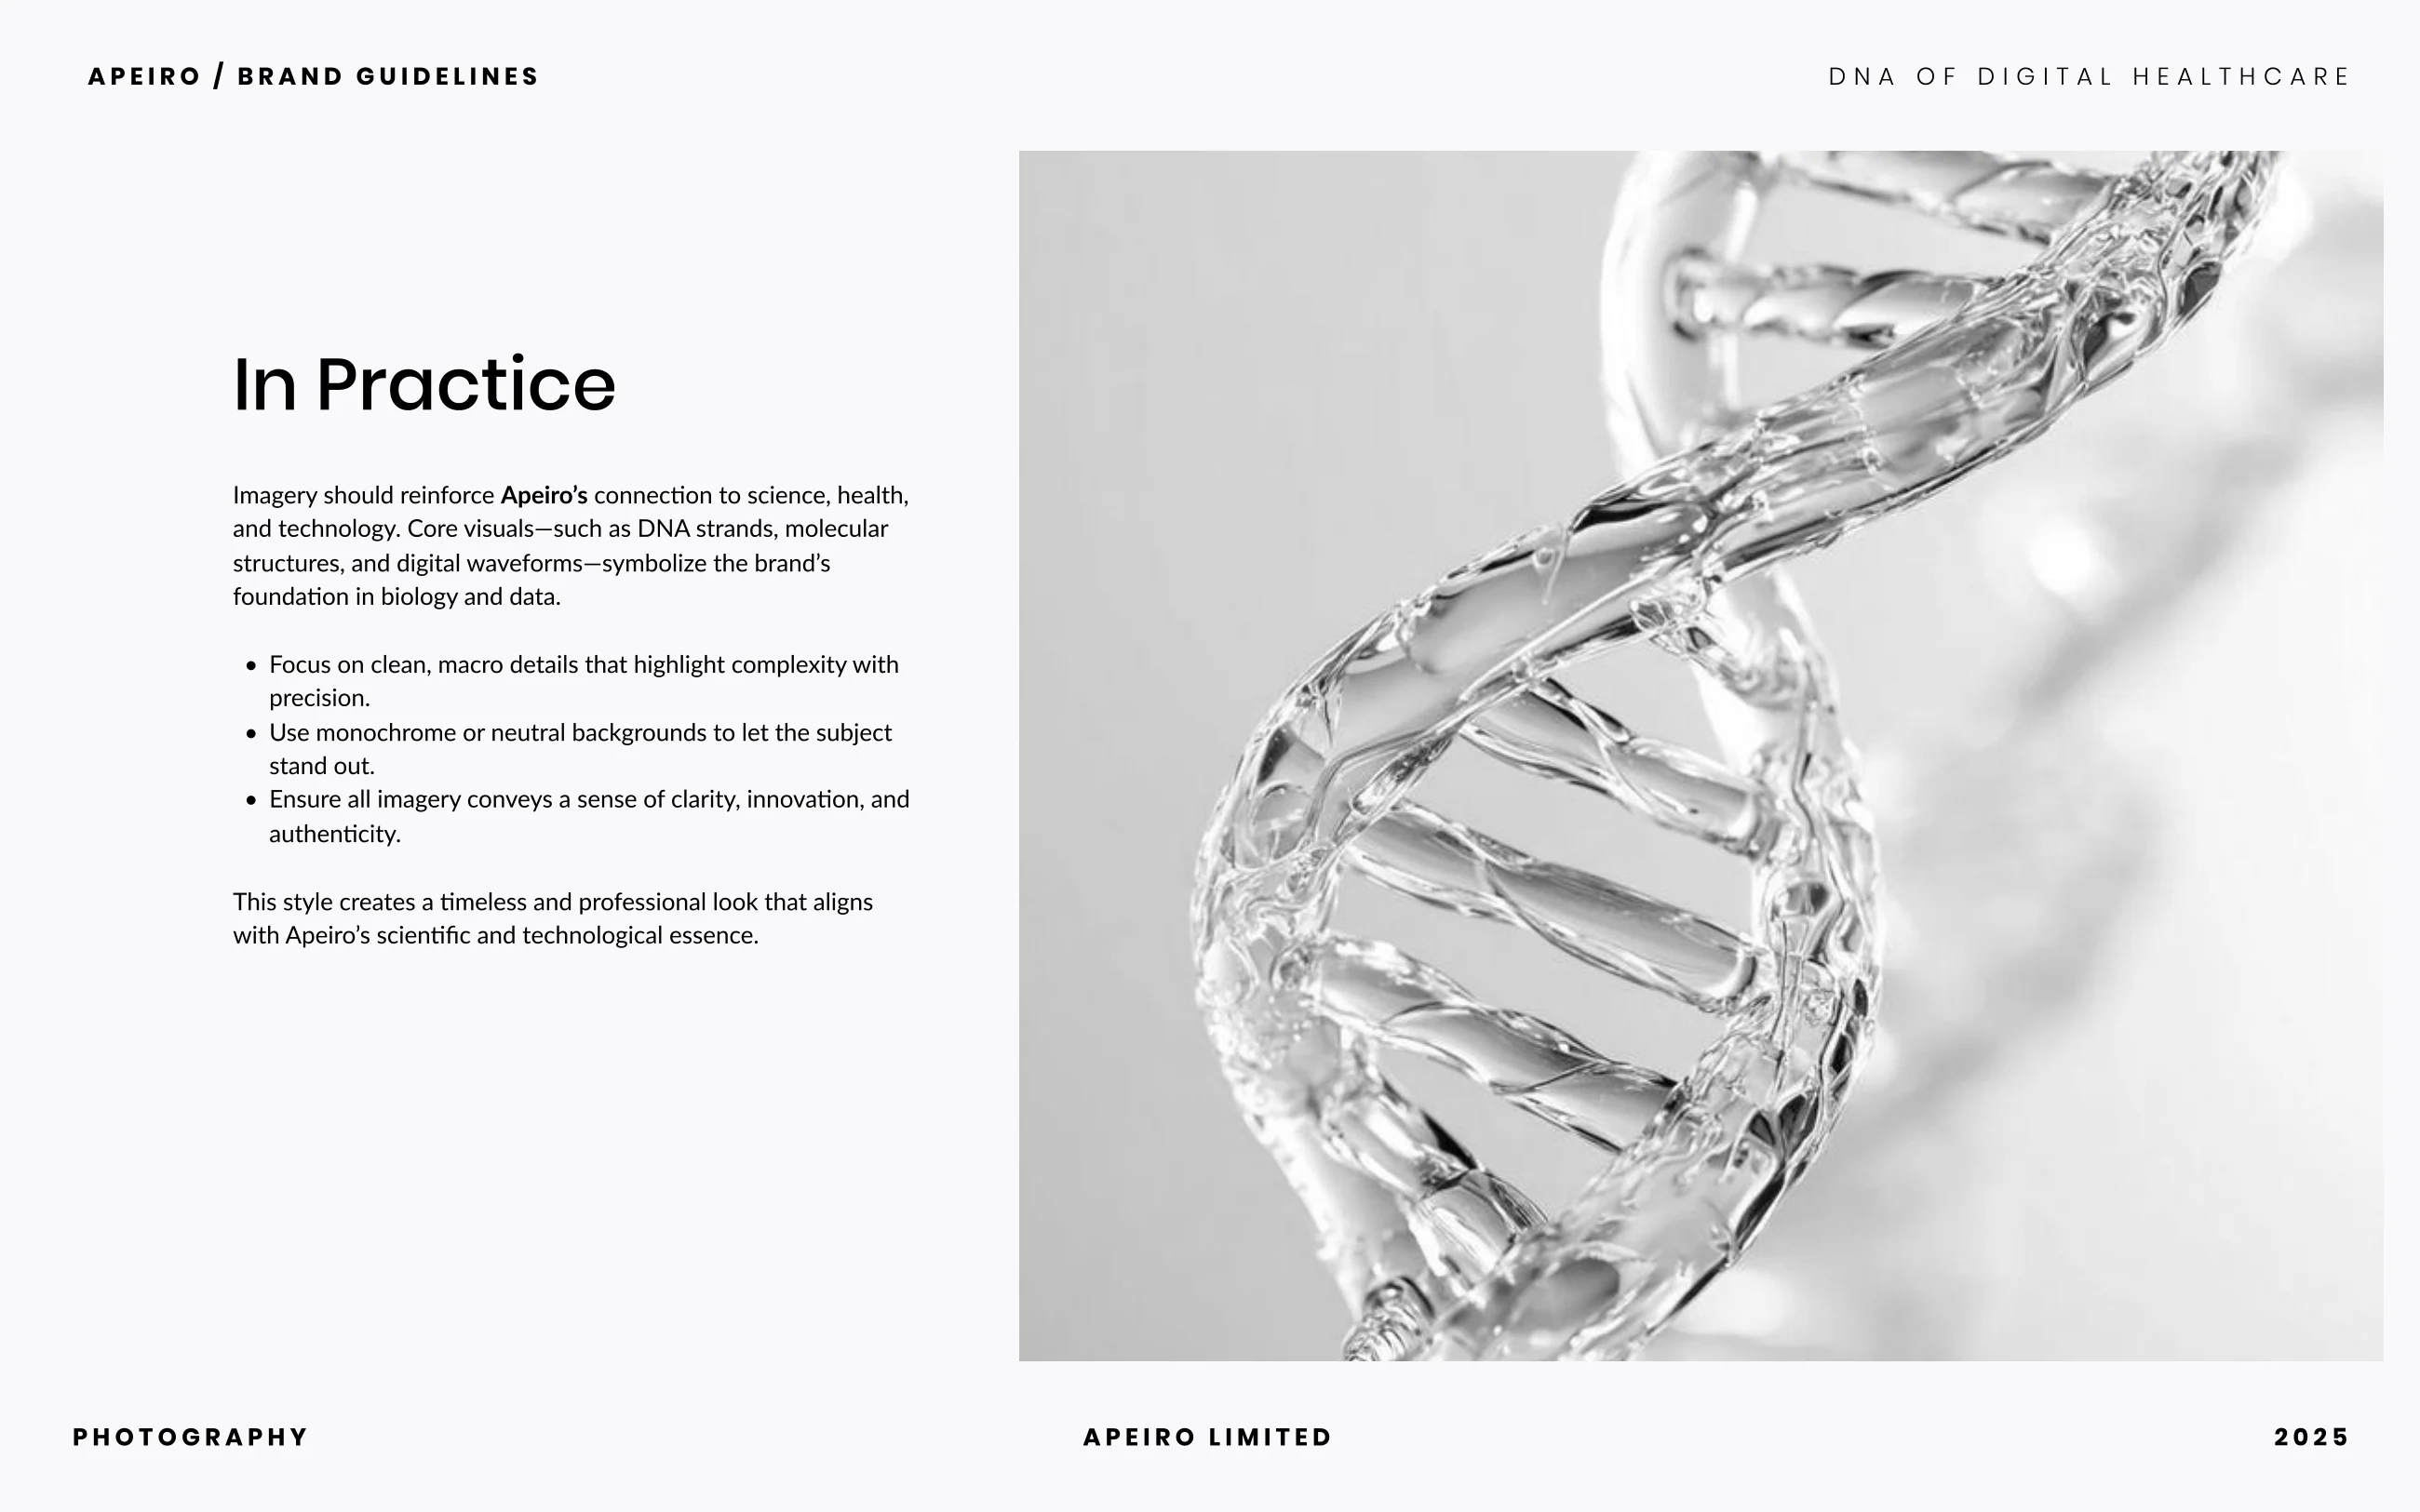 APEIRO / BRAND GUIDELINES
DNA OF DIGITAL HEALTHCARE
In Practice
Imagery should reinforce Apeiro’s connection to science, health,
and technology. Core visuals—such as DNA strands, molecular
structures, and digital waveforms—symbolize the brand’s
foundation in biology and data.
• Focus on clean, macro details that highlight complexity with
precision.
• Use monochrome or neutral backgrounds to let the subject
stand out.
• Ensure all imagery conveys a sense of clarity, innovation, and
authenticity.
This style creates a timeless and professional look that aligns
with Apeiro’s scientific and technological essence.
PHOTOGRAPHY
APEIRO LIMITED
2025